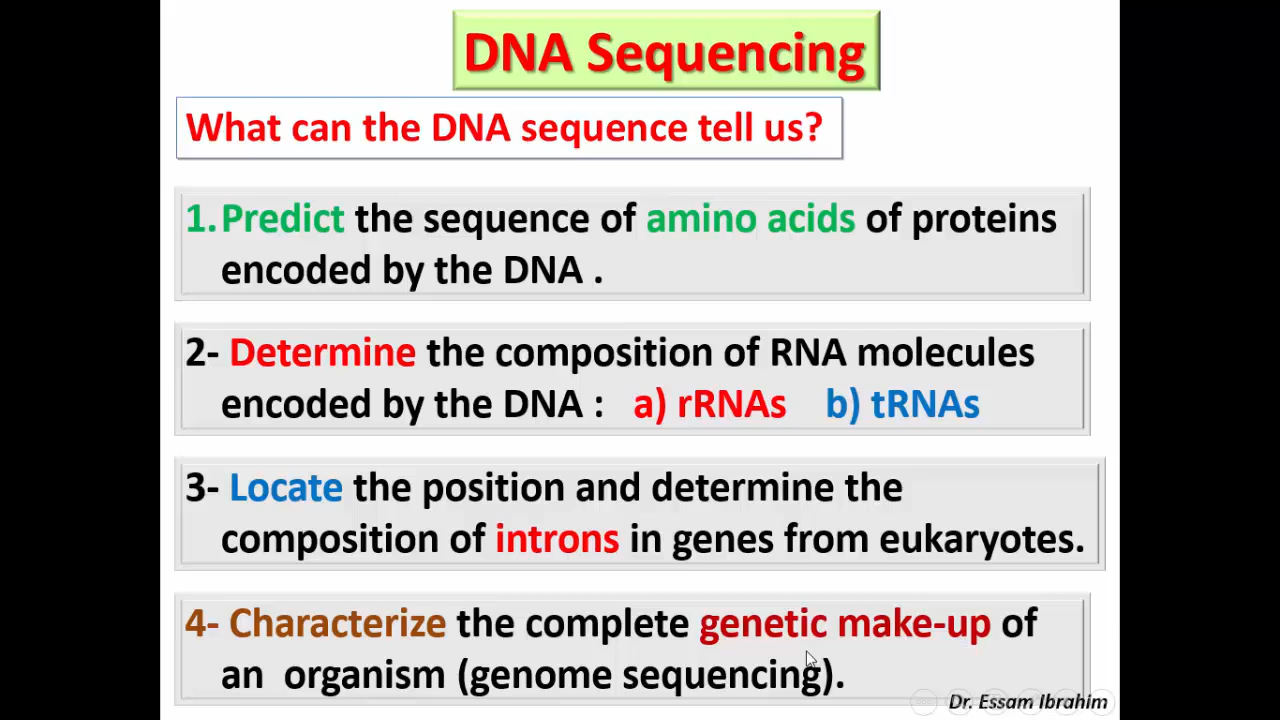 DNA Sequencing
What can the DNA sequence tell us?
1. Predict the sequence of amino acids of proteins
encoded by the DNA .
2- Determine the composition of RNA molecules
encoded by the DNA : a) rRNAs b) tRNAs
3- Locate the position and determine the
composition of introns in genes from eukaryotes.
4- Characterize the complete genetic make-up of
an organism (genome sequencing).
Dr. Essam Ibrahim